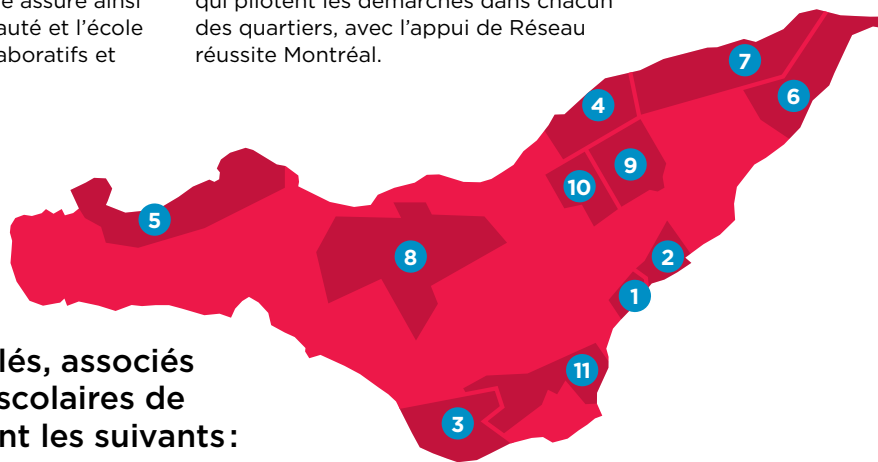 e assure ainsi
auté et l'école
aboratifs et
qui pilotent les démarches dans chacun
des quartiers, avec l'appui de Réseau
réussite Montréal.
7
4
6
9
10
5
8
2
1
11
3
lés, associés
scolaires de
nt les suivants :